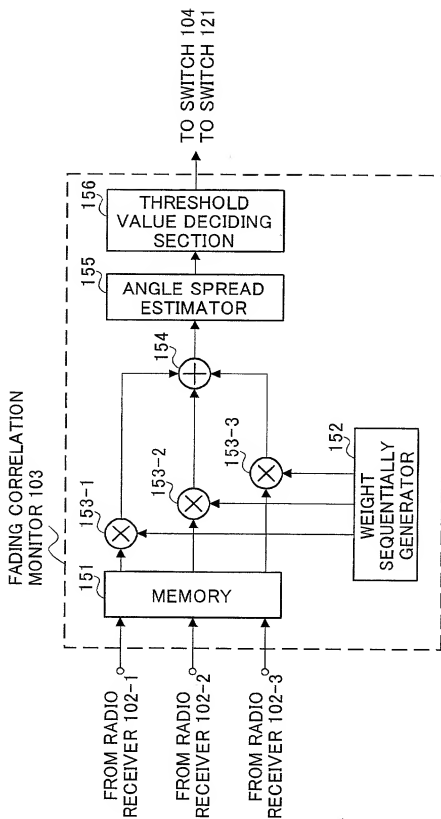 FADING CORRELATION
MONITOR 103
FROM RADIO
RECEIVER 102-1
FROM RADIO
RECEIVER 102-2
FROM RADIO
RECEIVER 102-3
151
MEMORY
153-1
153-2
153-3
152
WEIGHT
SEQUENTIALLY
GENERATOR
154
155
ANGLE SPREAD
ESTIMATOR
156
THRESHOLD
VALUE DECIDING
SECTION
TO SWITCH 104
TO SWITCH 121